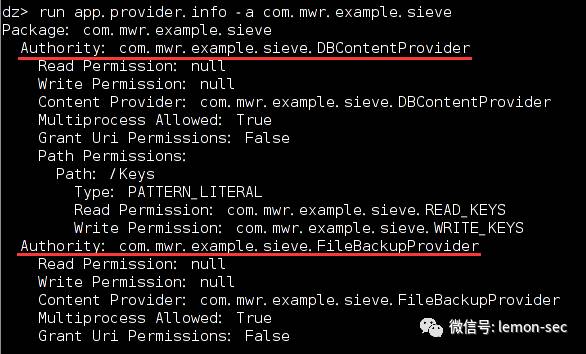 dz> run app.provider.info -a com.mwr.example.sieve
Package: com.mwr.example.sieve
Authority: com.mwr.example.sieve.DBContentProvider
Read Permission: null
Write Permission: null
Content Provider: com.mwr.example.sieve.DBContentProvider
Multiprocess Allowed: True
Grant Uri Permissions: False
Path Permissions:
Path: /Keys
Type: PATTERN_LITERAL
Read Permission: com.mwr.example.sieve.READ_KEYS
Write Permission: com.mwr.example.sieve.WRITE_KEYS
Authority: com.mwr.example.sieve.FileBackupProvider
Read Permission: null
Write Permission: null
Content Provider: com.mwr.example.sieve.FileBackupProvider
Multiprocess Allowed: True
Grant Uri Permissions: False
微信号: lemon-sec